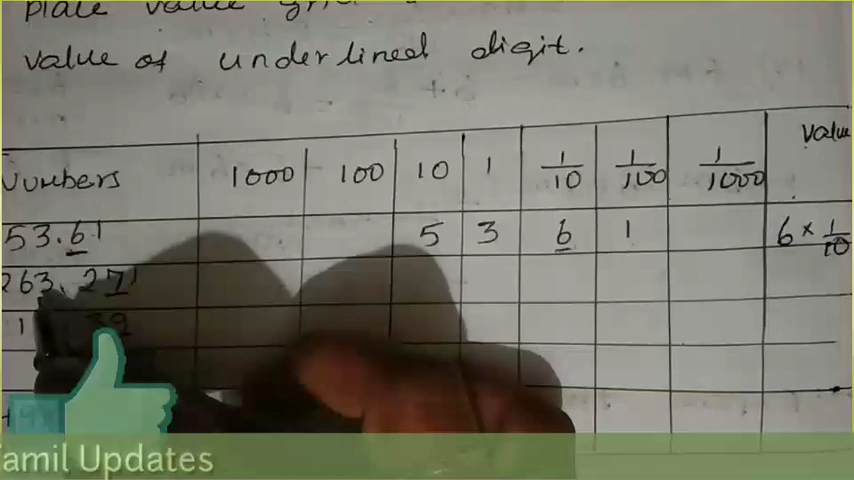 value of underlined digit.
Numbers 1000 100 10 1 1/10 1/100 1/1000 value
53.61 5 3 6 1 6 × 1/10
263.271
Tamil Updates